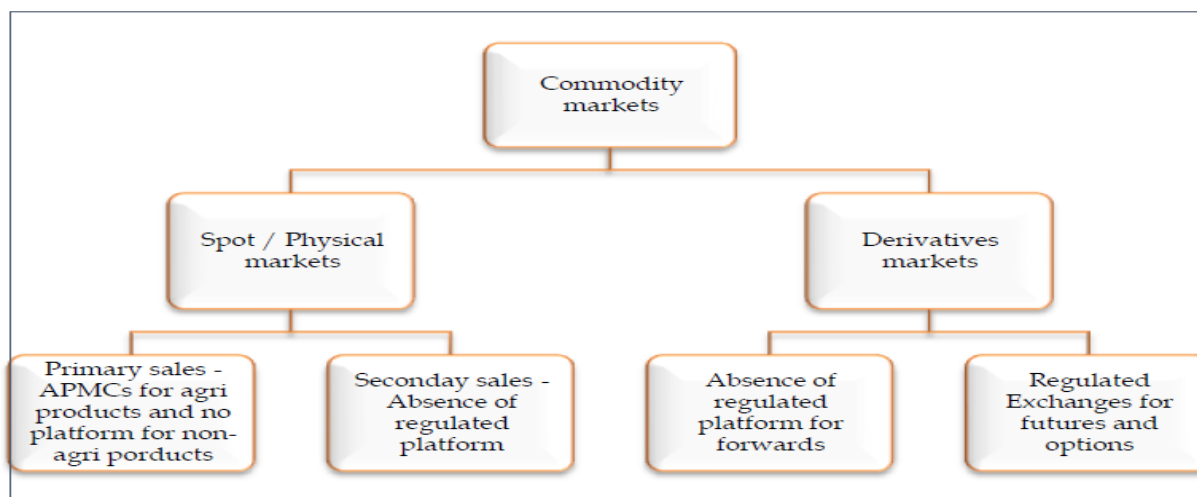 Commodity
markets
Spot / Physical
markets
Derivatives
markets
Primary sales -
APMCs for agri
products and no
platform for non-
agri porducts
Seconday sales -
Absence of
regulated
platform
Absence of
regulated
platform for
forwards
Regulated
Exchanges for
futures and
options